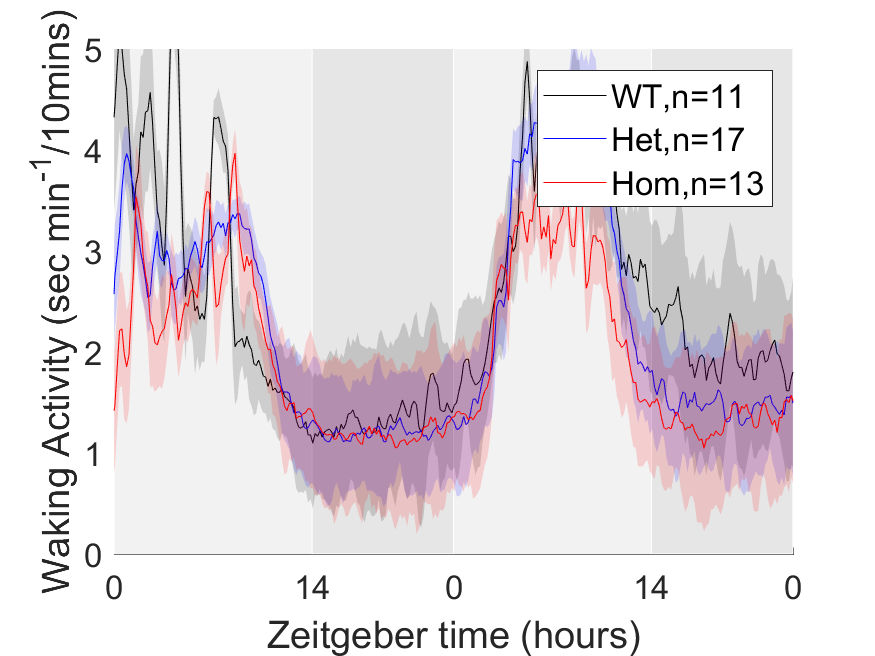 Waking Activity (sec min-1/10mins)
5
4
3
2
1
0
WT,n=11
Het,n=17
Hom,n=13
0 14 0 14 0
Zeitgeber time (hours)